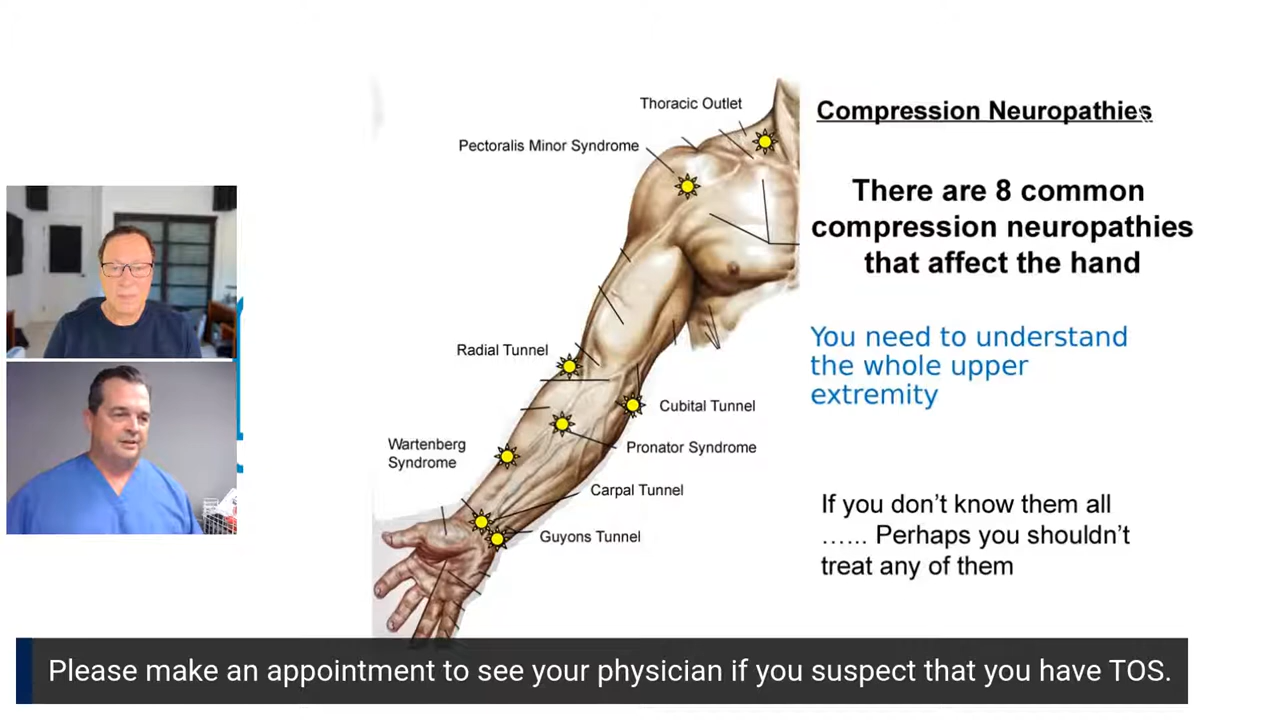 Thoracic Outlet
Pectoralis Minor Syndrome
Radial Tunnel
Cubital Tunnel
Wartenberg
Syndrome
Pronator Syndrome
Carpal Tunnel
Guyons Tunnel
Compression Neuropathies
There are 8 common
compression neuropathies
that affect the hand
You need to understand
the whole upper
extremity
If you don’t know them all
…... Perhaps you shouldn’t
treat any of them
Please make an appointment to see your physician if you suspect that you have TOS.